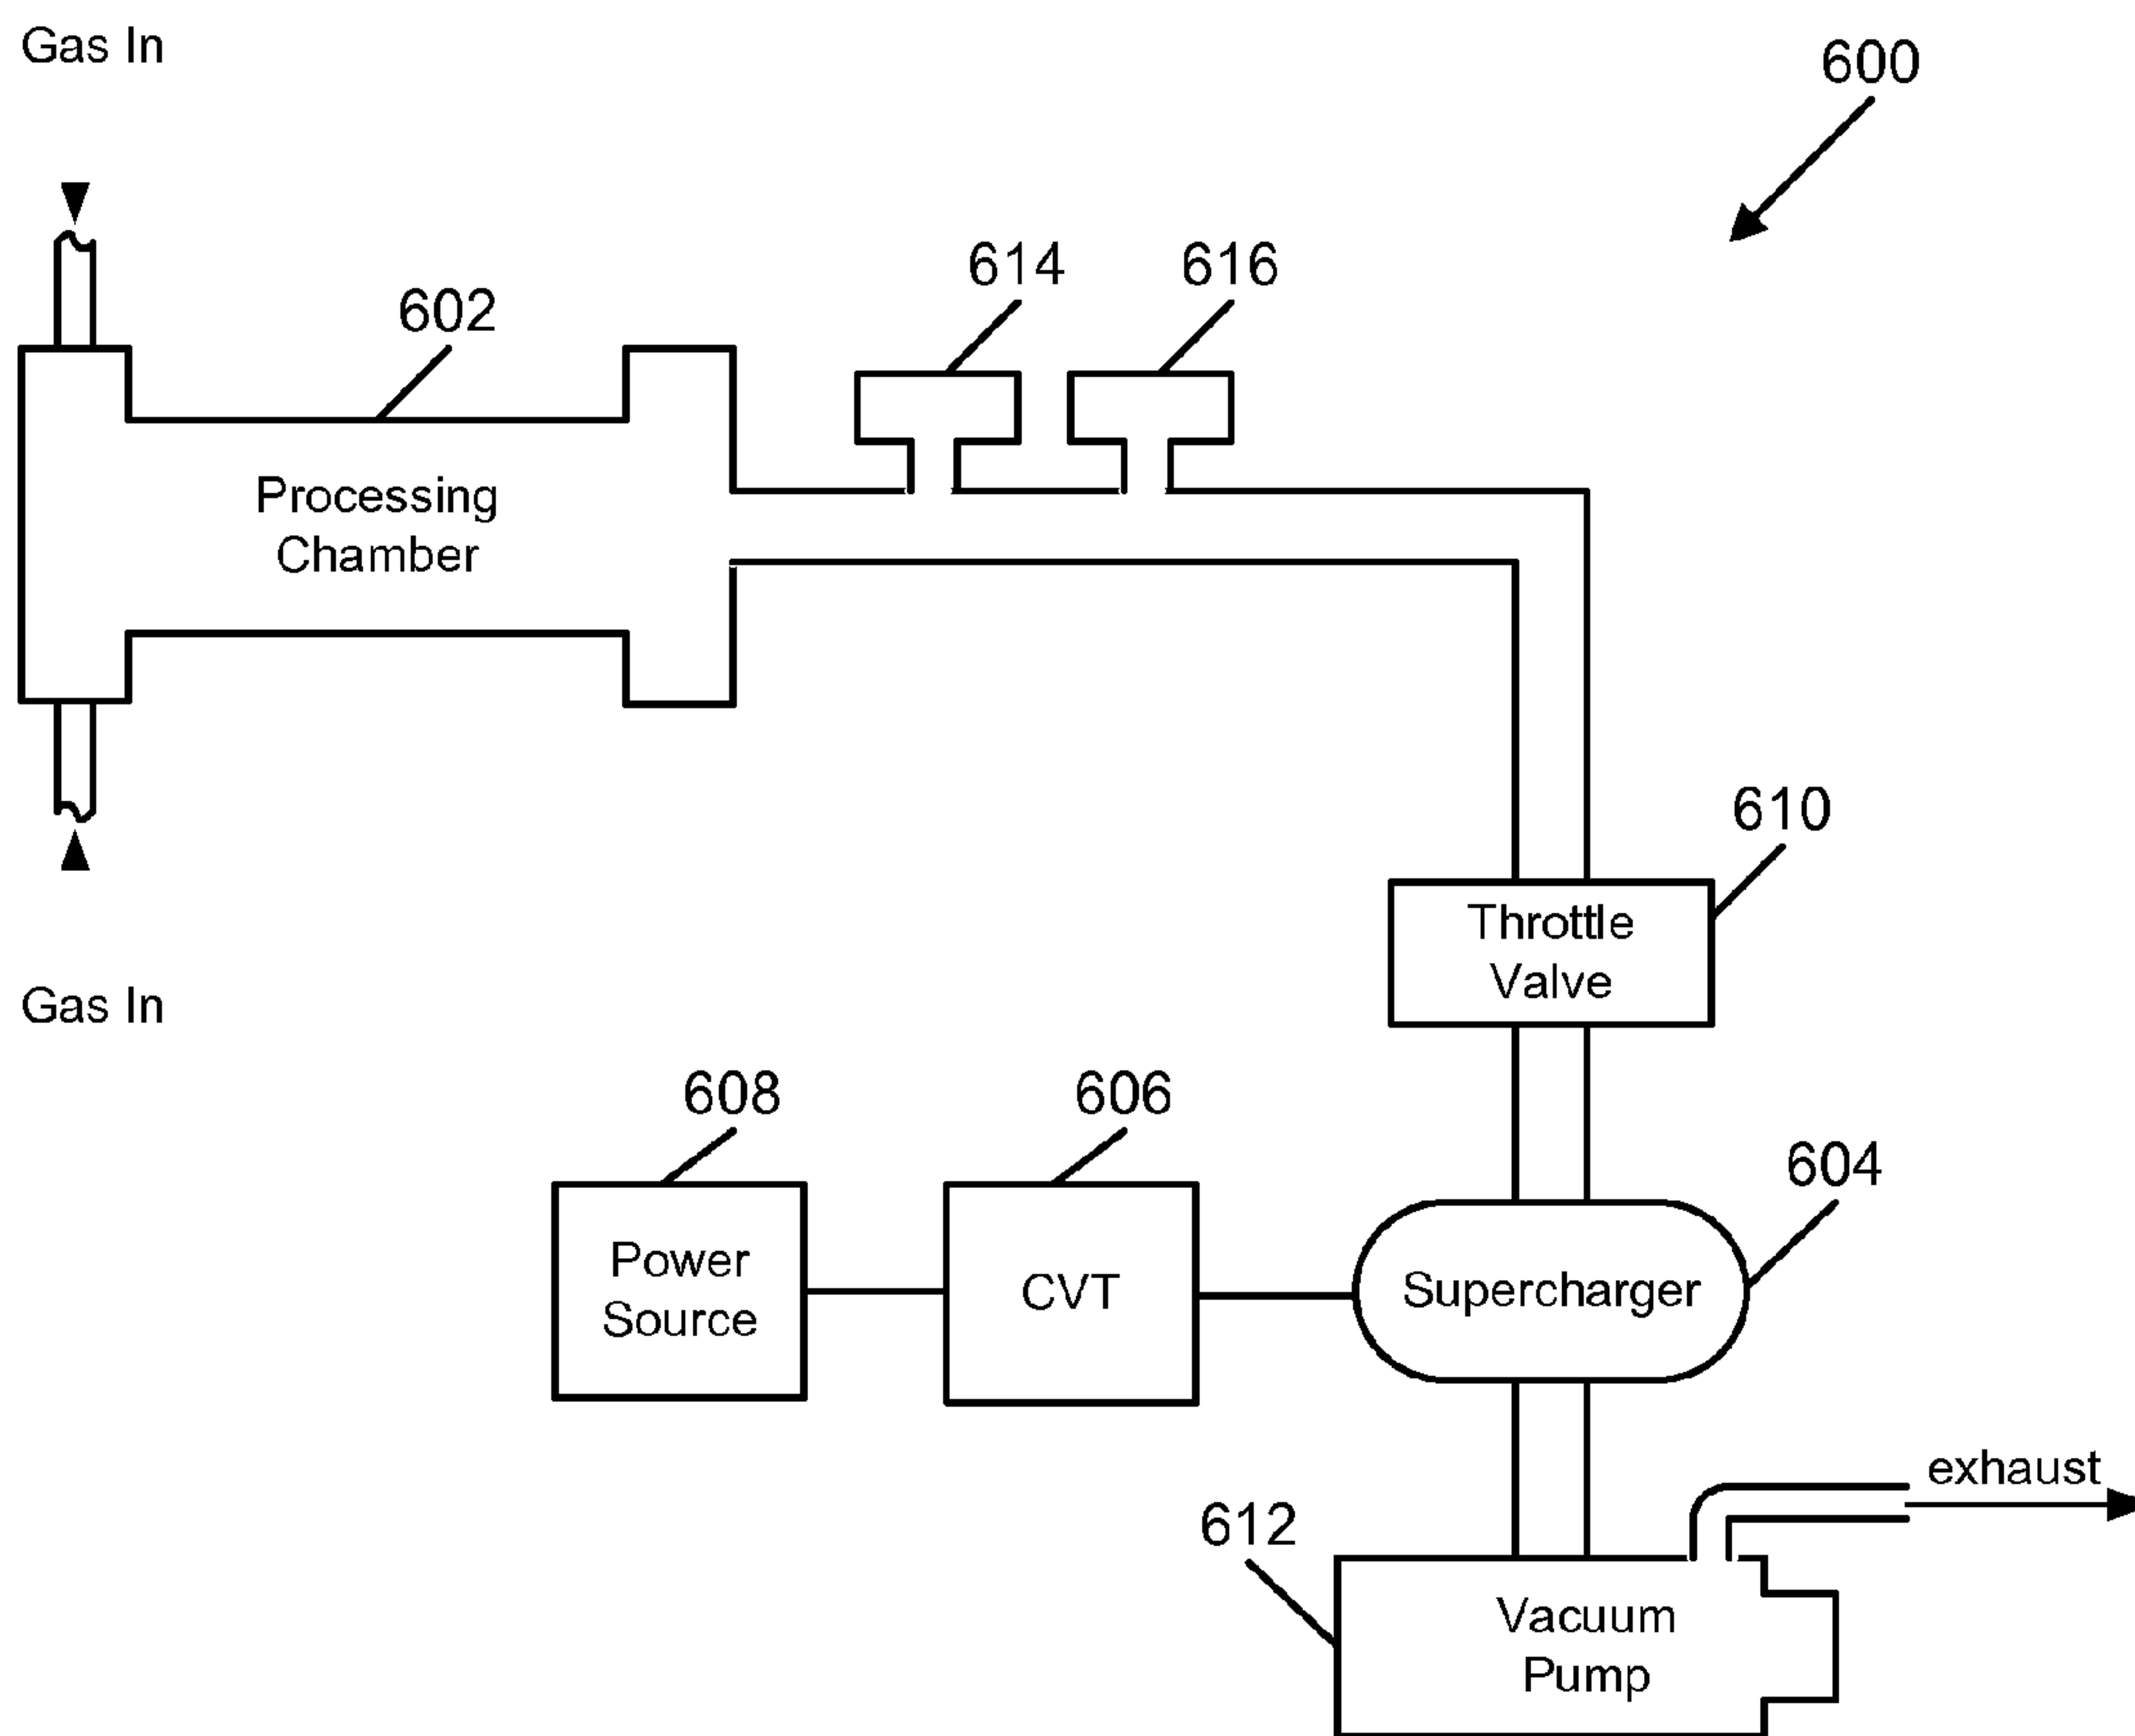 Gas In
600
614
616
602
Processing
Chamber
610
Throttle
Valve
Gas In
608
606
604
Power
Source
CVT
Supercharger
exhaust
612
Vacuum
Pump